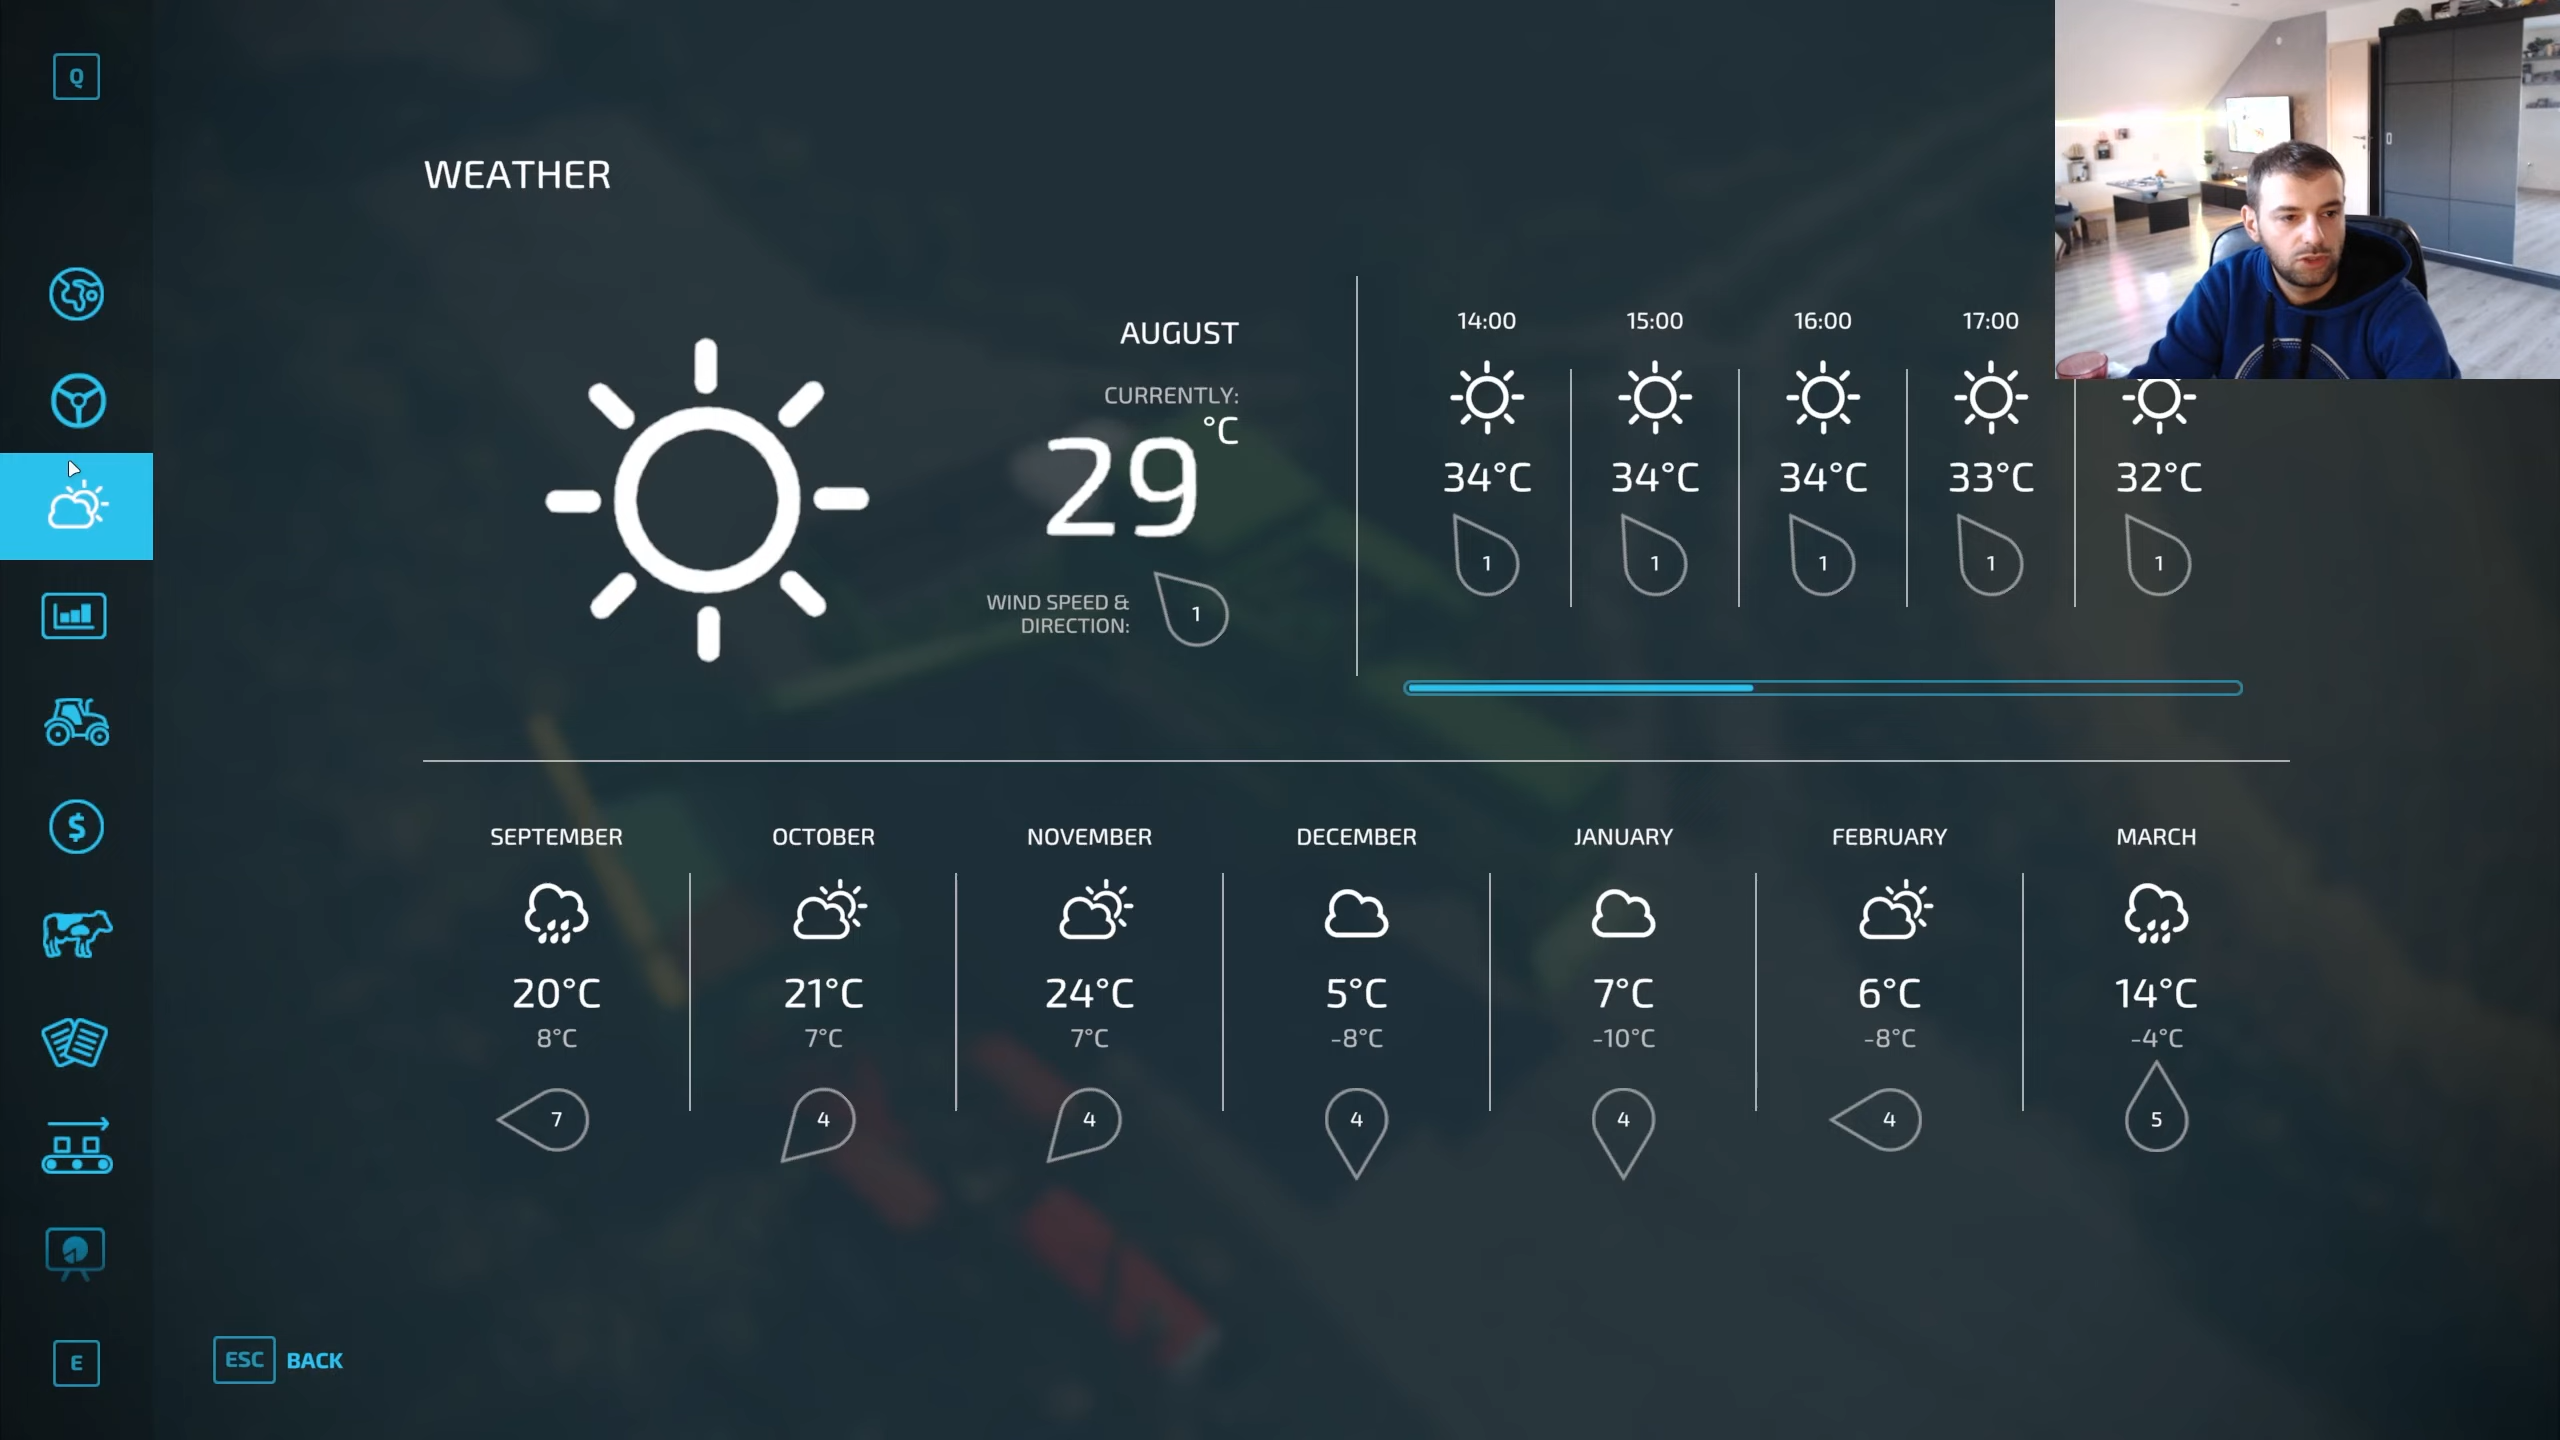 Q
WEATHER
AUGUST
CURRENTLY:
29 °C
WIND SPEED &
DIRECTION:
1
14:00 15:00 16:00 17:00
34°C 34°C 34°C 33°C 32°C
1 1 1 1 1
$
SEPTEMBER OCTOBER NOVEMBER DECEMBER JANUARY FEBRUARY MARCH
20°C 21°C 24°C 5°C 7°C 6°C 14°C
8°C 7°C 7°C -8°C -10°C -8°C -4°C
7 4 4 4 4 4 5
E
ESC BACK